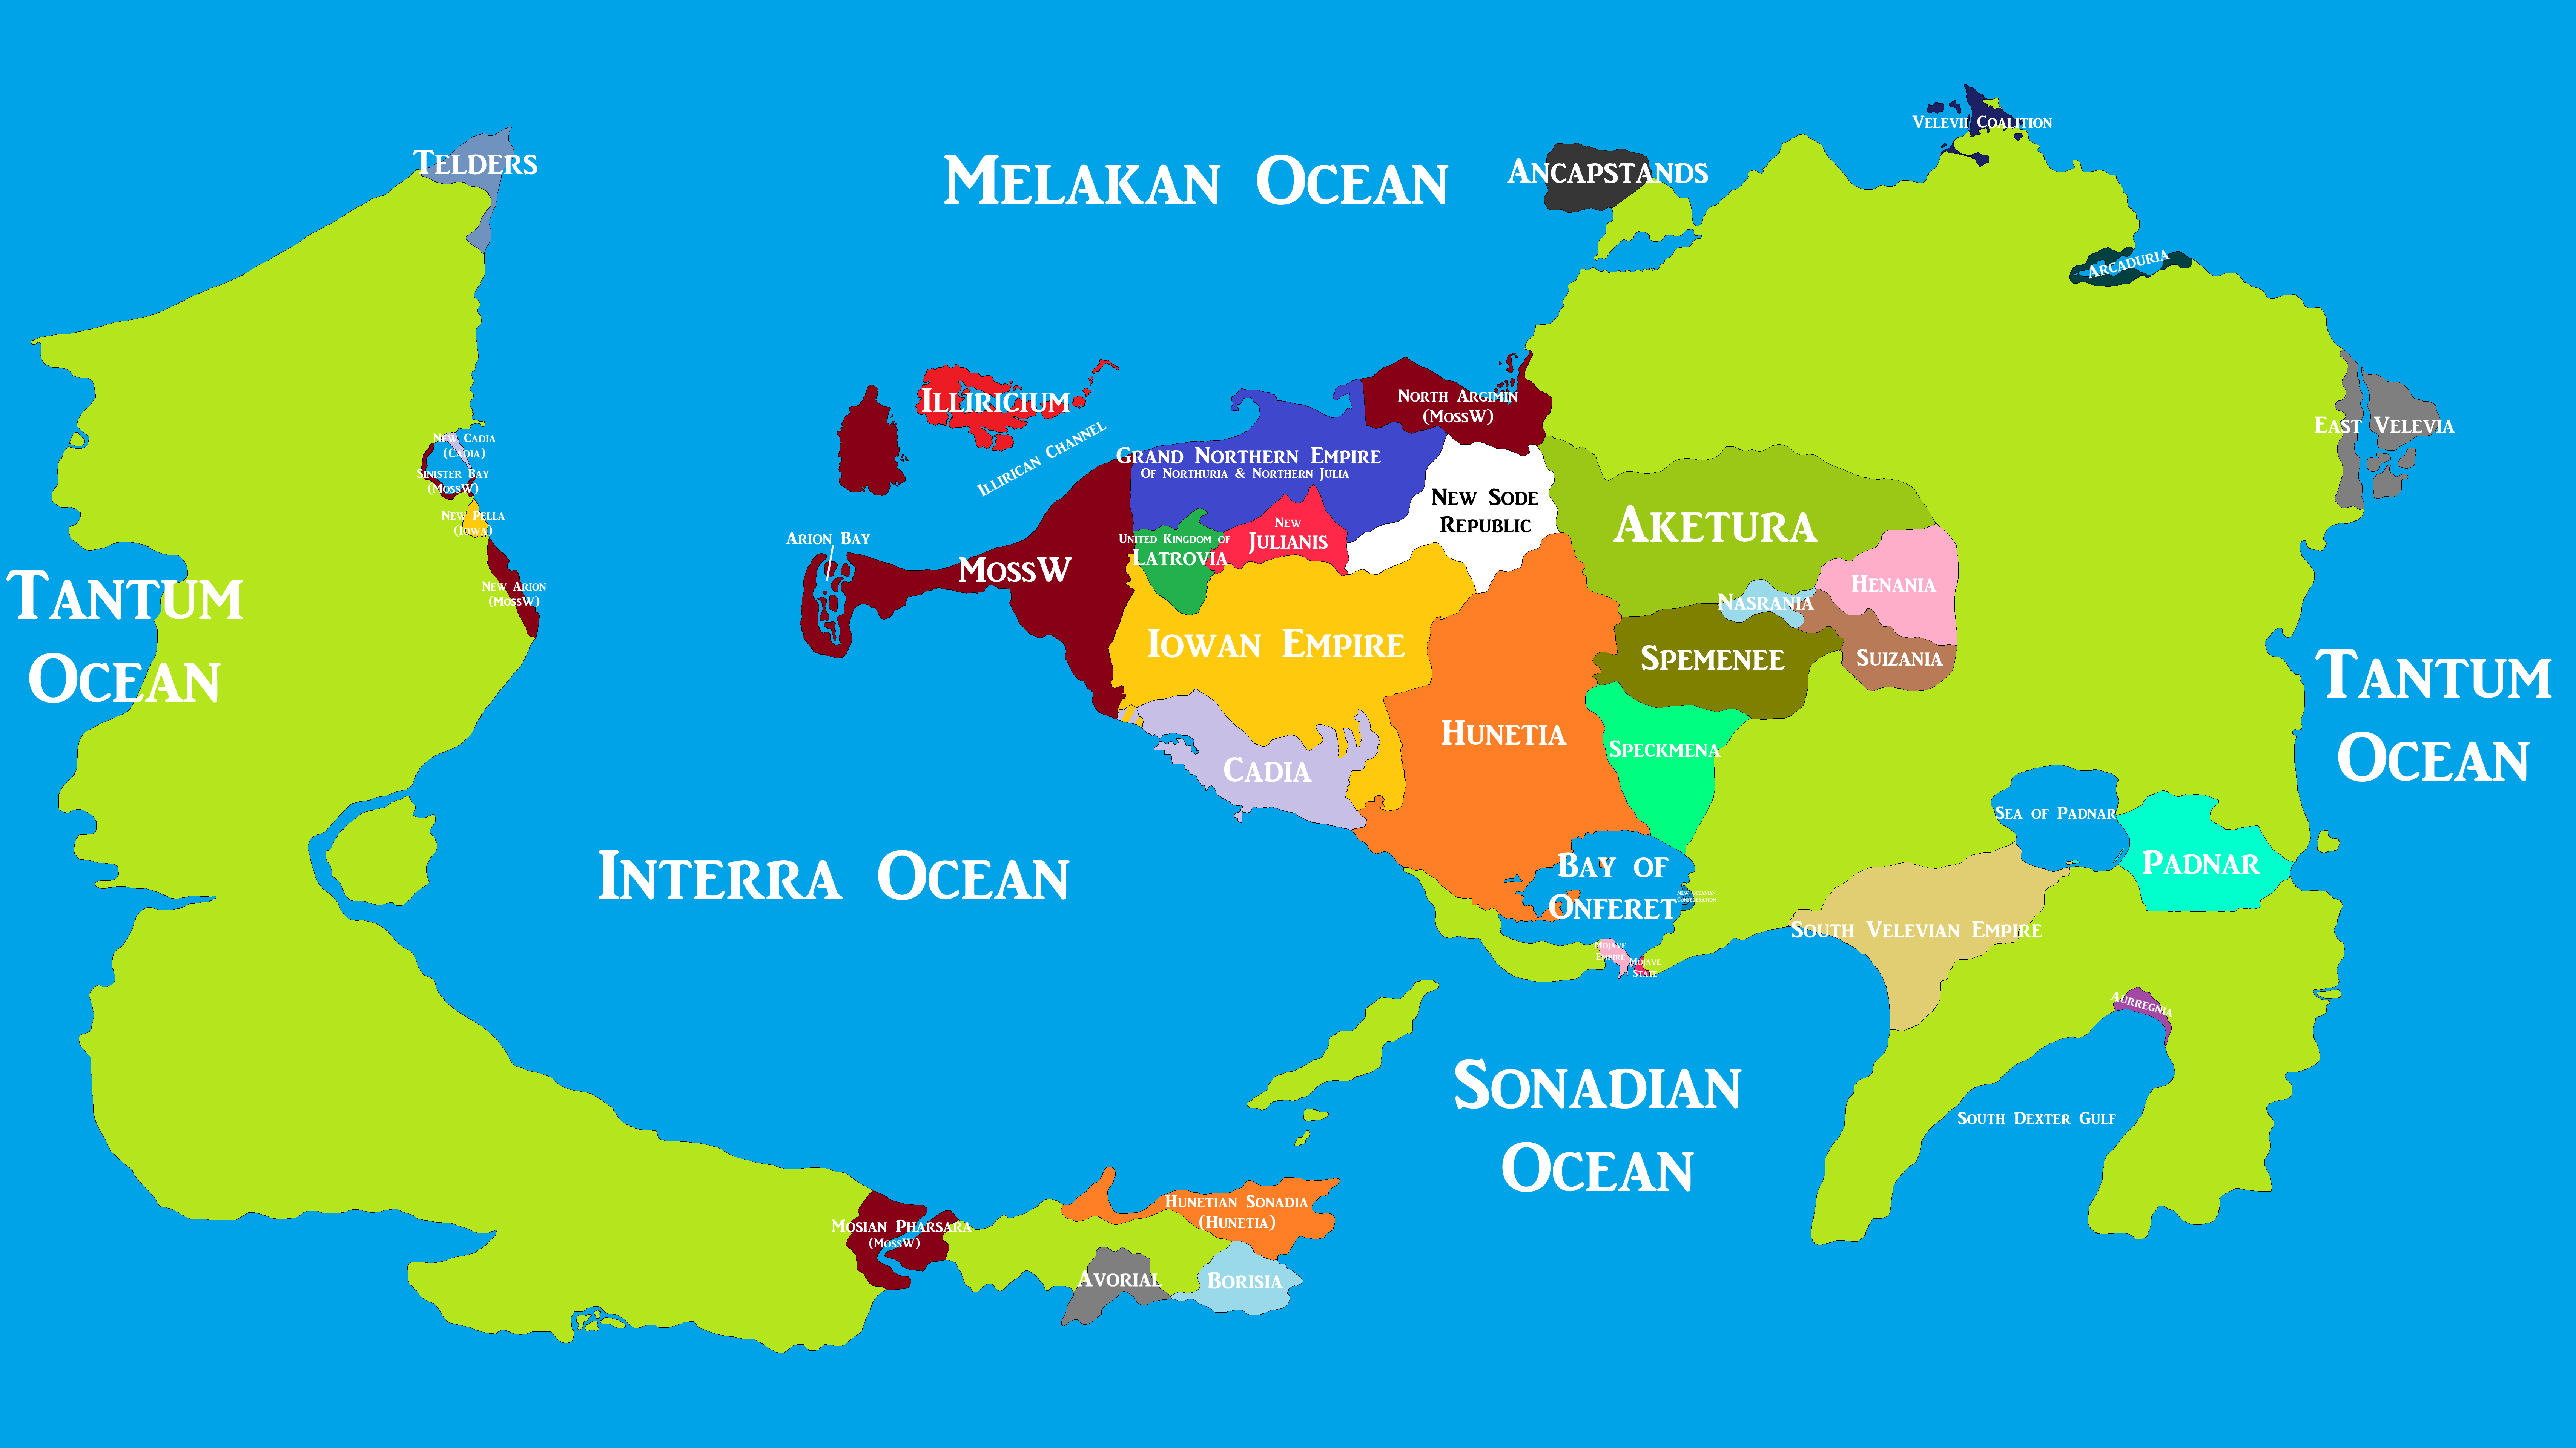 Velevii Coalition
Telders
Melakan Ocean
Ancapstands
Arcaduria
Illiricium
North Argimin
(MossW)
East Velevia
New Cadia
(Cadia)
Illirican Channel
Grand Northern Empire
Of Northuria & Northern Julia
Sinister Bay
(MossW)
New Sode
Republic
New Pella
(Iowa)
Arion Bay
United Kingdom of
Latrovia
New
Julianis
Aketura
MossW
New Arion
(MossW)
Henania
Nasrania
Tantum
Ocean
Iowan Empire
Spemenee
Suizania
Tantum
Ocean
Hunetia
Speckmena
Cadia
Sea of Padnar
Padnar
Interra Ocean
Bay of
Onferet
New Oceanian
Confederation
South Velevian Empire
Mojave
Empire
Mojave
State
Aurregnia
Sonadian
Ocean
South Dexter Gulf
Hunetian Sonadia
(Hunetia)
Mosian Pharsara
(MossW)
Avorial
Borisia